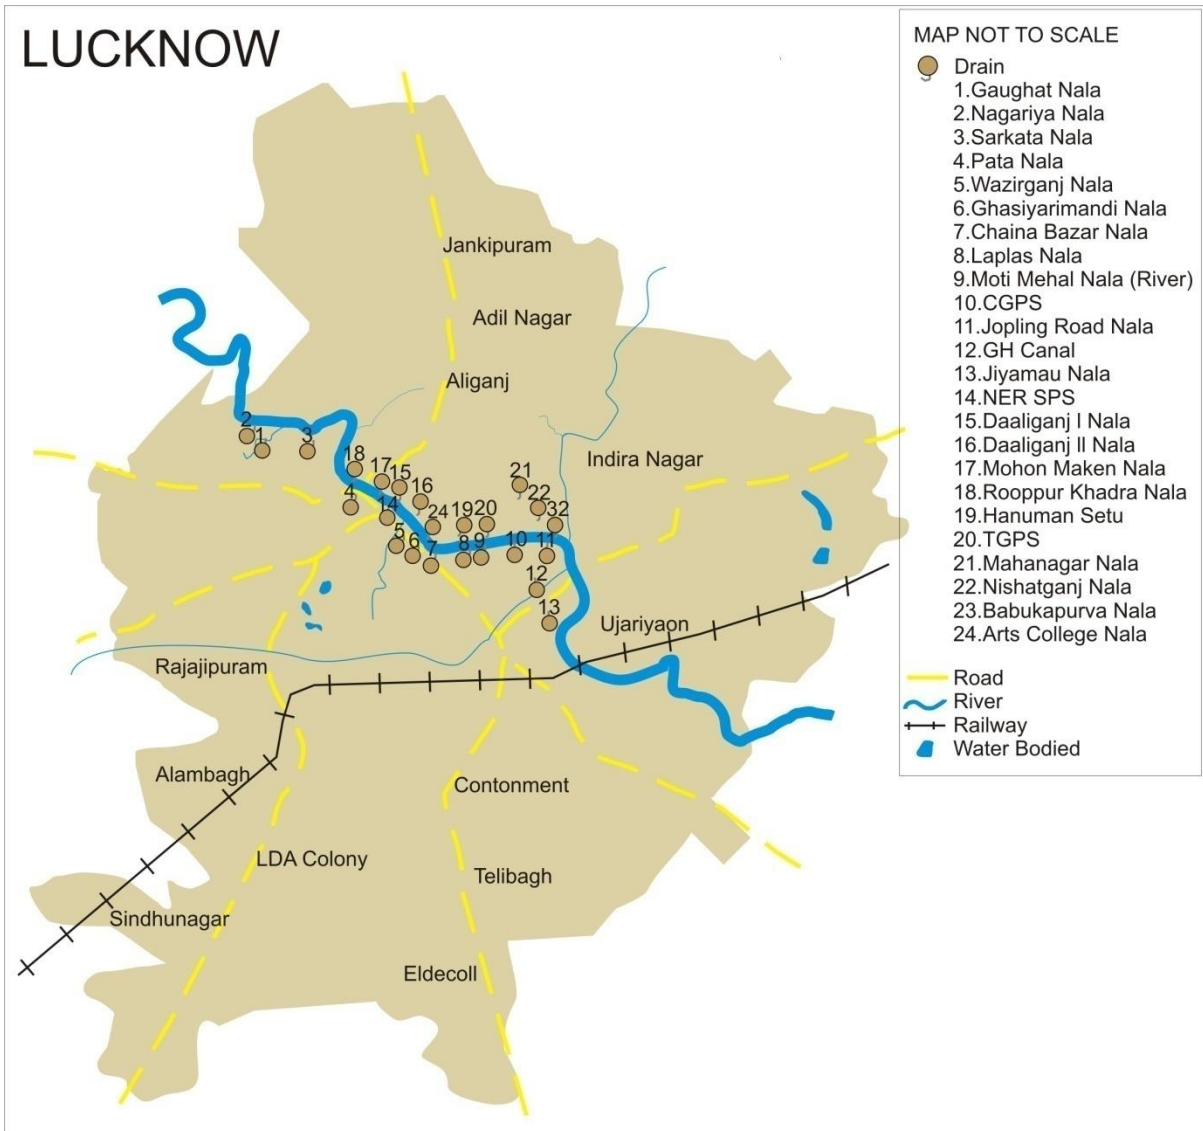 LUCKNOW
MAP NOT TO SCALE
Drain
1.Gaughat Nala
2.Nagariya Nala
3.Sarkata Nala
4.Pata Nala
5.Wazirganj Nala
6.Ghasiyarimandi Nala
7.Chaina Bazar Nala
8.Laplas Nala
9.Moti Mehal Nala (River)
10.CGPS
11.Jopling Road Nala
12.GH Canal
13.Jiyamau Nala
14.NER SPS
15.Daaliganj I Nala
16.Daaliganj II Nala
17.Mohon Maken Nala
18.Rooppur Khadra Nala
19.Hanuman Setu
20.TGPS
21.Mahanagar Nala
22.Nishatganj Nala
23.Babukapurva Nala
24.Arts College Nala
Road
River
Railway
Water Bodied
Jankipuram
Adil Nagar
Aliganj
Indira Nagar
2
1
3
18
17
15
16
4
14
24
19
20
21
22
32
5
6
7
8
9
10
11
12
13
Ujariyaon
Rajajipuram
Alambagh
Contonment
LDA Colony
Telibagh
Sindhunagar
Eldecoll